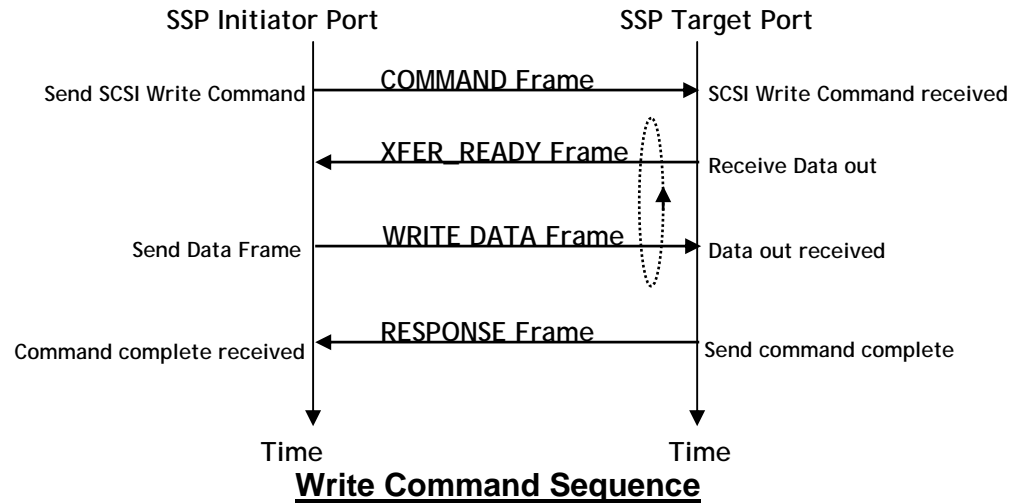 SSP Initiator Port
SSP Target Port
COMMAND Frame
Send SCSI Write Command
SCSI Write Command received
XFER_READY Frame
Receive Data out
WRITE DATA Frame
Send Data Frame
Data out received
RESPONSE Frame
Command complete received
Send command complete
Time
Time
Write Command Sequence